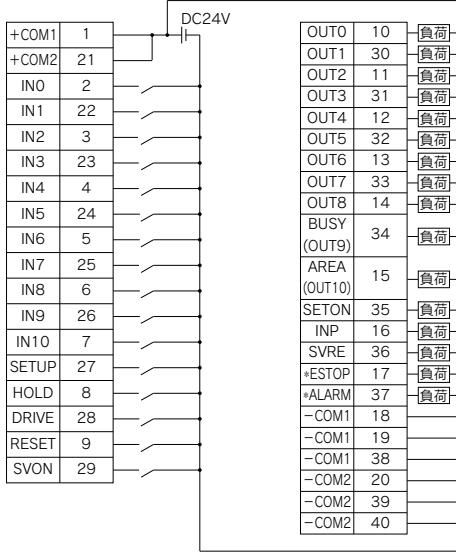 DC24V
+COM1 1
+COM2 21
IN0 2
IN1 22
IN2 3
IN3 23
IN4 4
IN5 24
IN6 5
IN7 25
IN8 6
IN9 26
IN10 7
SETUP 27
HOLD 8
DRIVE 28
RESET 9
SVON 29
OUT0 10 負荷
OUT1 30 負荷
OUT2 11 負荷
OUT3 31 負荷
OUT4 12 負荷
OUT5 32 負荷
OUT6 13 負荷
OUT7 33 負荷
OUT8 14 負荷
BUSY
(OUT9) 34 負荷
AREA
(OUT10) 15 負荷
SETON 35 負荷
INP 16 負荷
SVRE 36 負荷
*ESTOP 17 負荷
*ALARM 37 負荷
-COM1 18
-COM1 19
-COM1 38
-COM2 20
-COM2 39
-COM2 40